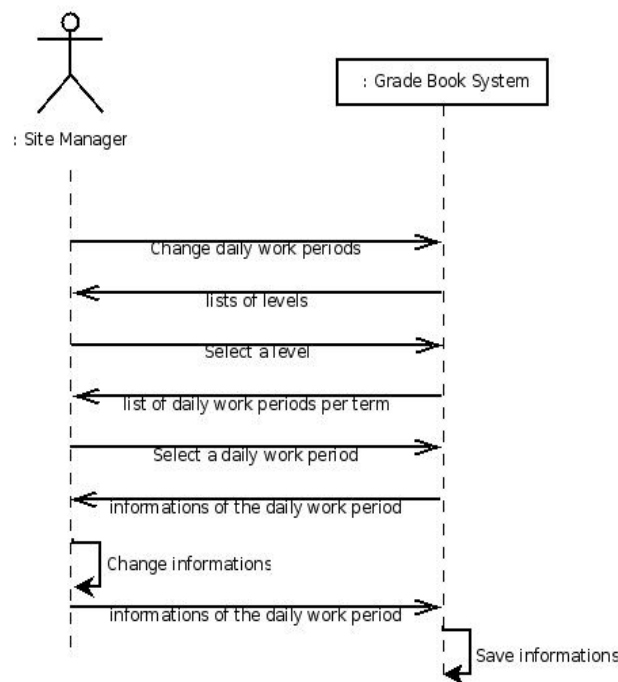 : Grade Book System
: Site Manager
Change daily work periods
lists of levels
Select a level
list of daily work periods per term
Select a daily work period
informations of the daily work period
Change informations
informations of the daily work period
Save informations